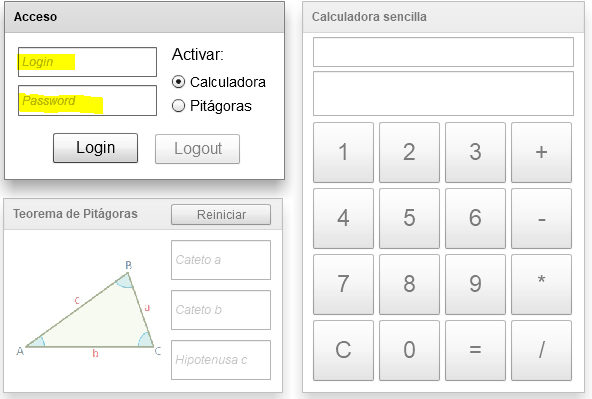 Acceso
Login
Activar:
Calculadora
Password
Pitágoras
Login
Logout
Teorema de Pitágoras
Reiniciar
B
Cateto a
c
a
Cateto b
A
C
b
Hipotenusa c
Calculadora sencilla
1 2 3 +
4 5 6 -
7 8 9 *
C 0 = /